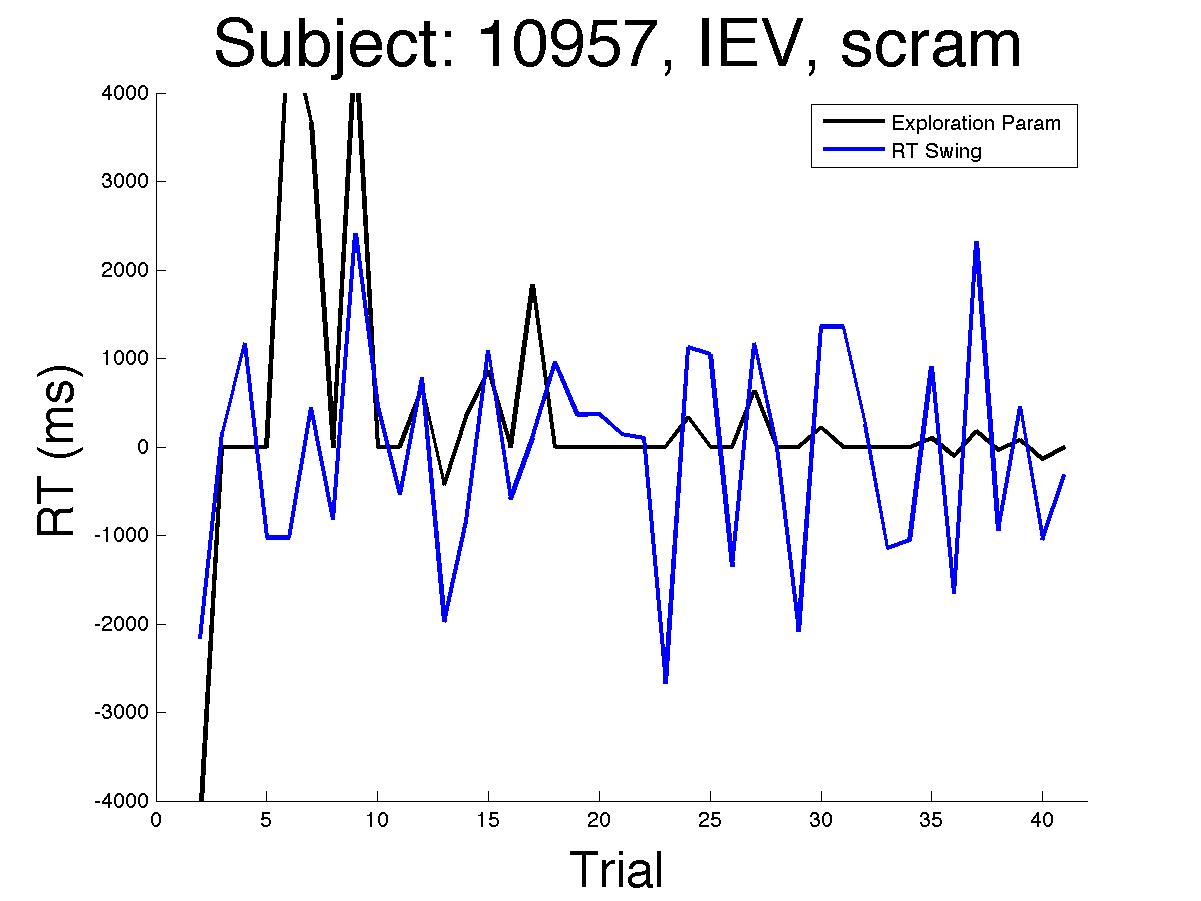 Subject: 10957, IEV, scram
Exploration Param
RT Swing
4000
3000
2000
1000
0
-1000
-2000
-3000
-4000
RT (ms)
0 5 10 15 20 25 30 35 40
Trial